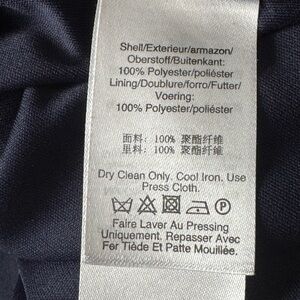 Shell/Exterieur/armazon/
Oberstoff/Buitenkant:
100% Polyester/poliéster
Lining/Doublure/forro/Futter/
Voering:
100% Polyester/poliéster
面料: 100% 聚酯纤维
里料: 100% 聚酯纤维
Dry Clean Only. Cool Iron. Use
Press Cloth.
P
Faire Laver Au Pressing
Uniquement. Repasser Avec
Fer Tiède Et Patte Mouillée.